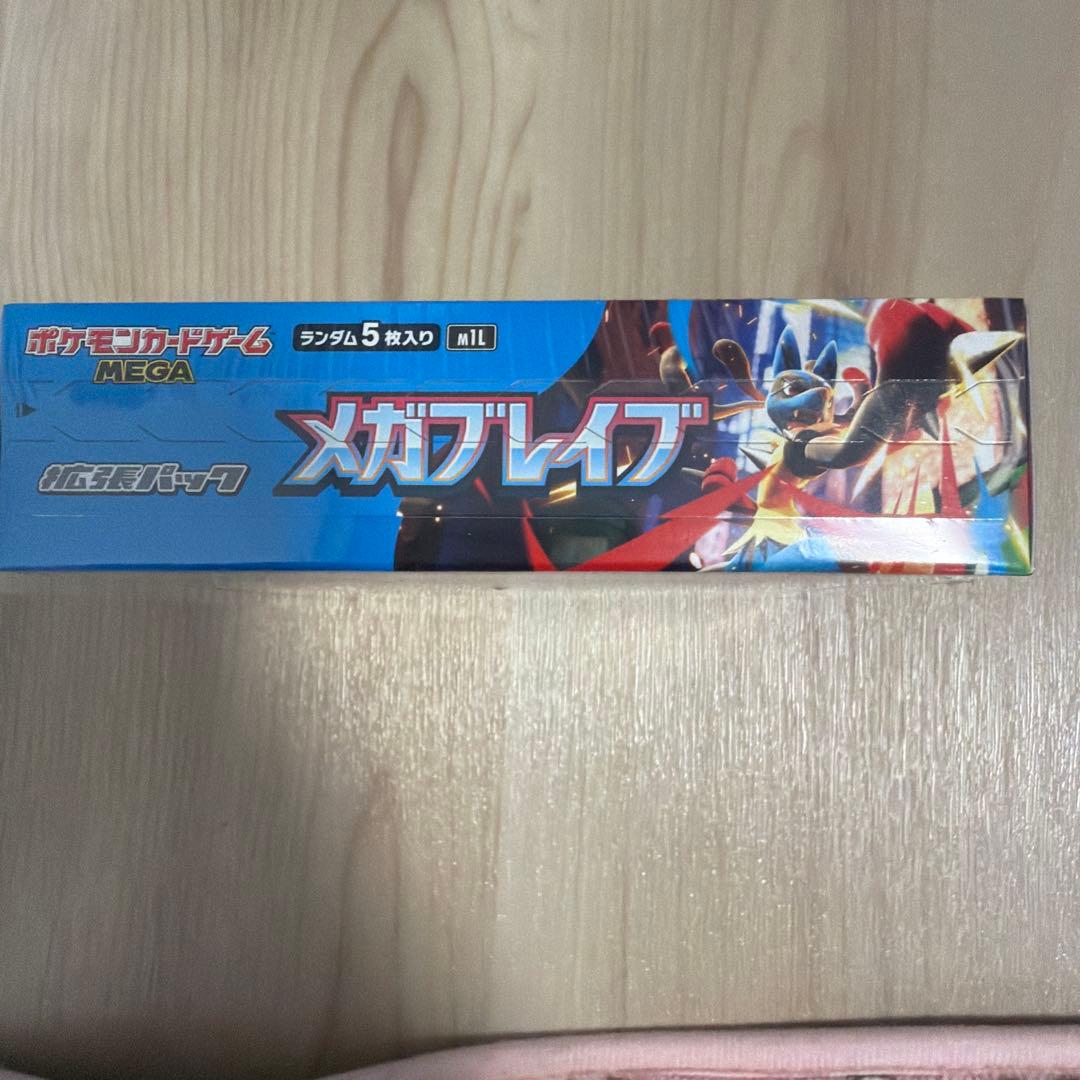 ポケモンカードゲーム
MEGA
ランダム5枚入り M1L
拡張パック
メガブレイブ